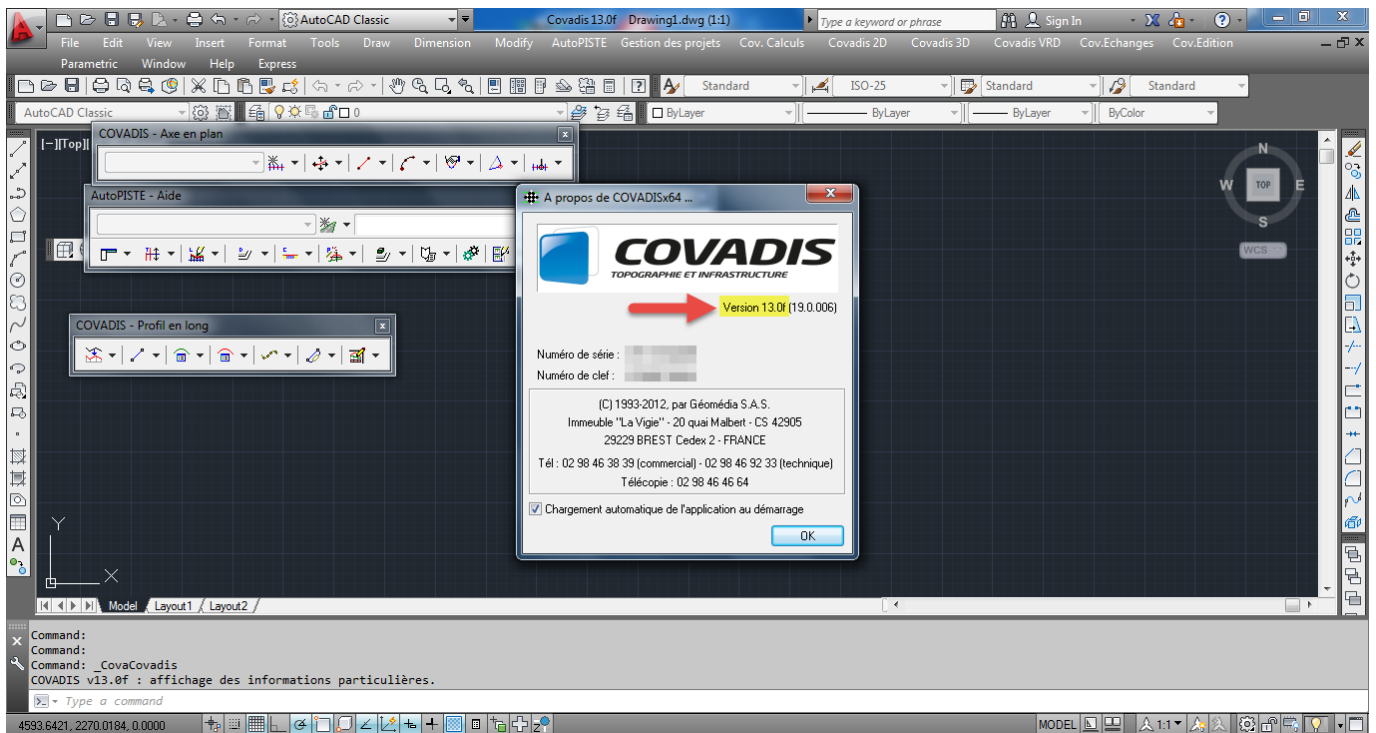 AutoCAD Classic
Covadis 13.0f Drawing1.dwg (1:1)
Type a keyword or phrase
Sign In
File Edit View Insert Format Tools Draw Dimension Modify AutoPISTE Gestion des projets Cov. Calculs Covadis 2D Covadis 3D Covadis VRD Cov.Echanges Cov.Edition
Parametric Window Help Express
Standard ISO-25 Standard Standard
AutoCAD Classic 0 ByLayer ByLayer ByLayer ByColor
COVADIS - Axe en plan
[–][Top][
N
W TOP E
S
WCS
AutoPISTE - Aide
COVADIS - Profil en long
A propos de COVADISx64 ...
COVADIS
TOPOGRAPHIE ET INFRASTRUCTURE
Version 13.0f (19.0.006)
Numéro de série :
Numéro de clef :
(C) 1993-2012, par Géomédia S.A.S.
Immeuble "La Vigie" - 20 quai Malbert - CS 42905
29229 BREST Cedex 2 - FRANCE
Tél : 02 98 46 38 39 (commercial) - 02 98 46 92 33 (technique)
Télécopie : 02 98 46 46 64
Chargement automatique de l'application au démarrage
OK
A
Y
X
Model Layout1 Layout2
Command:
Command:
Command: _CovaCovadis
COVADIS v13.0f : affichage des informations particulières.
Type a command
4593.6421, 2270.0184, 0.0000
MODEL 1:1